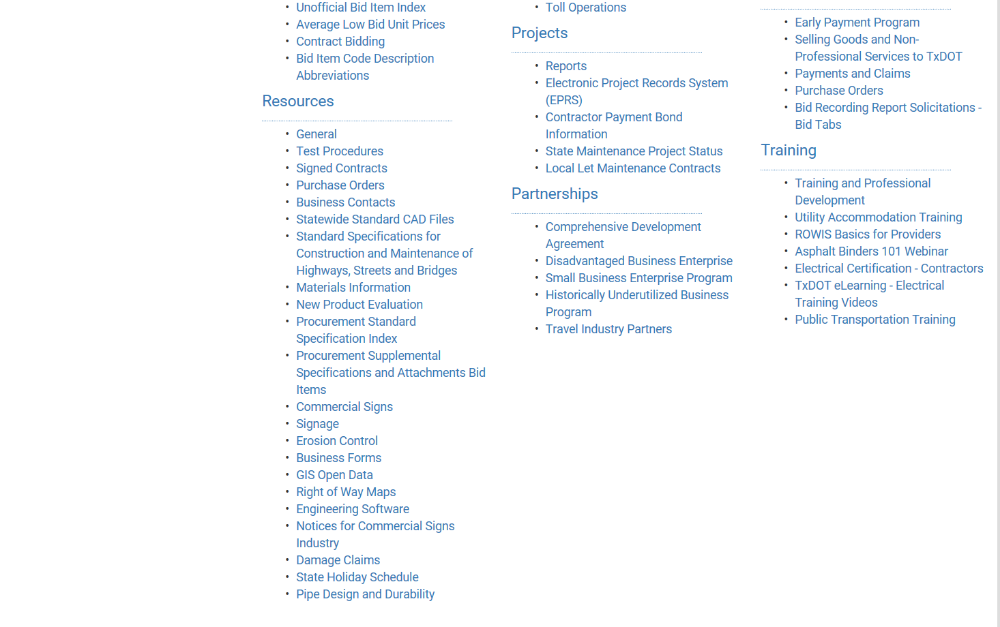 Unofficial Bid Item Index
Average Low Bid Unit Prices
Contract Bidding
Bid Item Code Description
Abbreviations
Resources
General
Test Procedures
Signed Contracts
Purchase Orders
Business Contacts
Statewide Standard CAD Files
Standard Specifications for
Construction and Maintenance of
Highways, Streets and Bridges
Materials Information
New Product Evaluation
Procurement Standard
Specification Index
Procurement Supplemental
Specifications and Attachments Bid
Items
Commercial Signs
Signage
Erosion Control
Business Forms
GIS Open Data
Right of Way Maps
Engineering Software
Notices for Commercial Signs
Industry
Damage Claims
State Holiday Schedule
Pipe Design and Durability
Toll Operations
Projects
Reports
Electronic Project Records System
(EPRS)
Contractor Payment Bond
Information
State Maintenance Project Status
Local Let Maintenance Contracts
Partnerships
Comprehensive Development
Agreement
Disadvantaged Business Enterprise
Small Business Enterprise Program
Historically Underutilized Business
Program
Travel Industry Partners
Early Payment Program
Selling Goods and Non-
Professional Services to TxDOT
Payments and Claims
Purchase Orders
Bid Recording Report Solicitations -
Bid Tabs
Training
Training and Professional
Development
Utility Accommodation Training
ROWIS Basics for Providers
Asphalt Binders 101 Webinar
Electrical Certification - Contractors
TxDOT eLearning - Electrical
Training Videos
Public Transportation Training